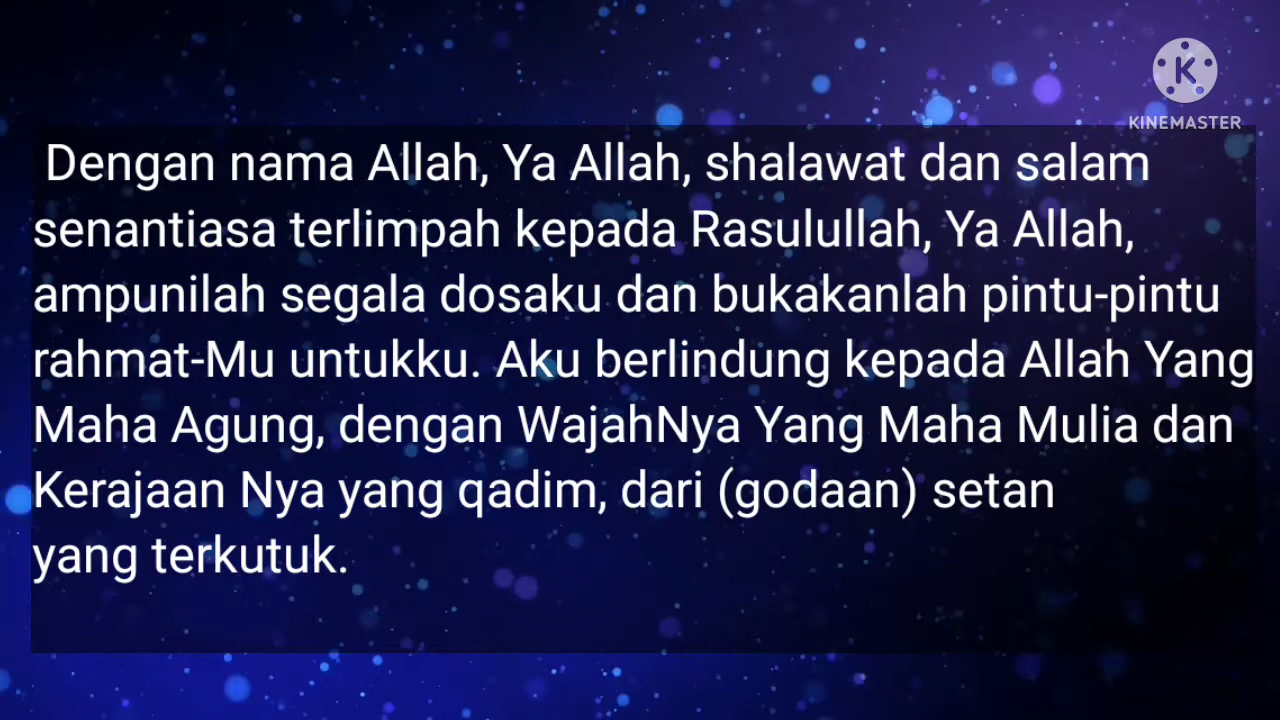 KINEMASTER
Dengan nama Allah, Ya Allah, shalawat dan salam
senantiasa terlimpah kepada Rasulullah, Ya Allah,
ampunilah segala dosaku dan bukakanlah pintu-pintu
rahmat-Mu untukku. Aku berlindung kepada Allah Yang
Maha Agung, dengan WajahNya Yang Maha Mulia dan
Kerajaan Nya yang qadim, dari (godaan) setan
yang terkutuk.